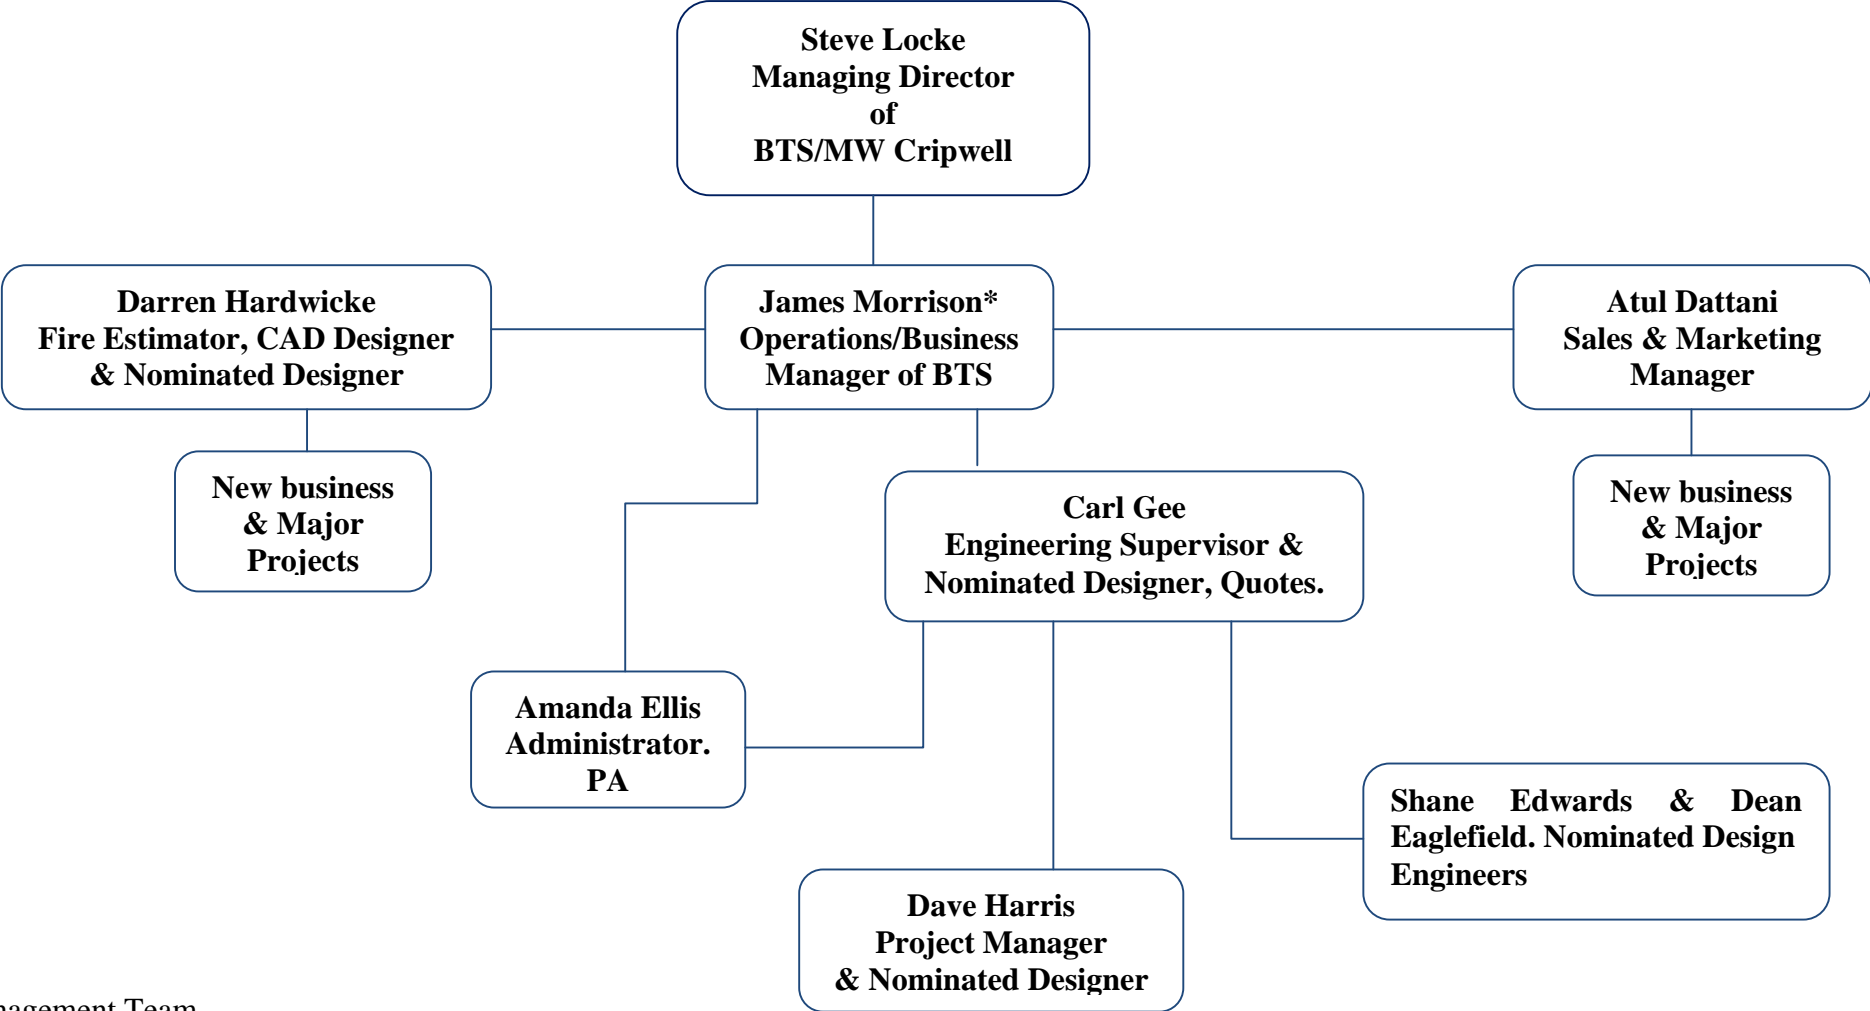 Steve Locke
Managing Director
of
BTS/MW Cripwell
Darren Hardwicke
Fire Estimator, CAD Designer
& Nominated Designer
James Morrison*
Operations/Business
Manager of BTS
Atul Dattani
Sales & Marketing
Manager
New business
& Major
Projects
New business
& Major
Projects
Carl Gee
Engineering Supervisor &
Nominated Designer, Quotes.
Amanda Ellis
Administrator.
PA
Shane Edwards & Dean
Eaglefield. Nominated Design
Engineers
Dave Harris
Project Manager
& Nominated Designer
Team